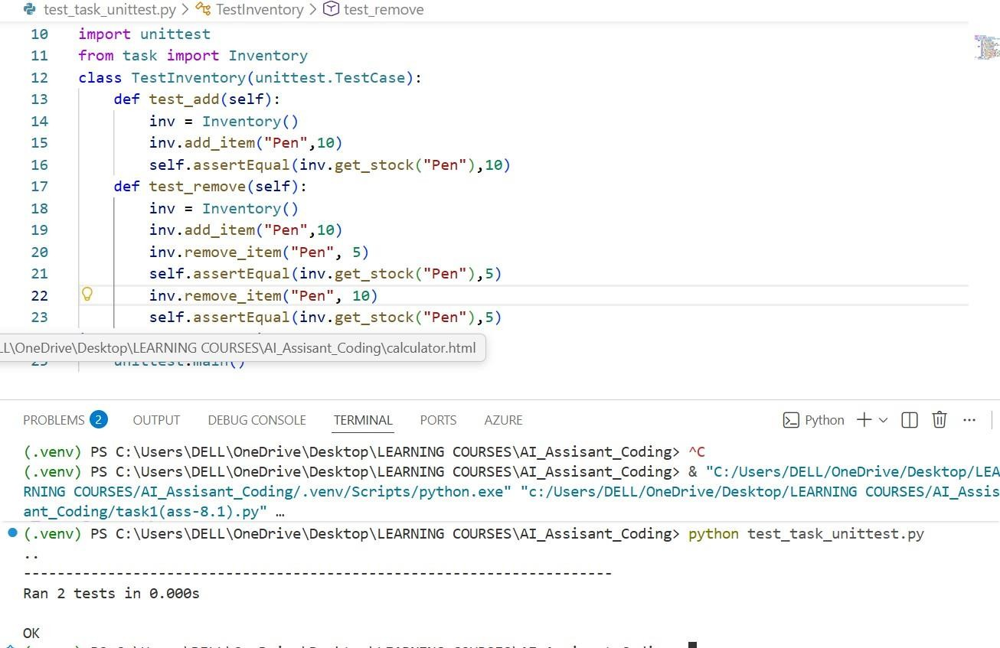 test_task_unittest.py > TestInventory > test_remove
10 import unittest
11 from task import Inventory
12 class TestInventory(unittest.TestCase):
13 def test_add(self):
14 inv = Inventory()
15 inv.add_item("Pen",10)
16 self.assertEqual(inv.get_stock("Pen"),10)
17 def test_remove(self):
18 inv = Inventory()
19 inv.add_item("Pen",10)
20 inv.remove_item("Pen", 5)
21 self.assertEqual(inv.get_stock("Pen"),5)
22 inv.remove_item("Pen", 10)
23 self.assertEqual(inv.get_stock("Pen"),5)
LL\OneDrive\Desktop\LEARNING COURSES\AI_Assisant_Coding\calculator.html
25 unittest.main()
PROBLEMS 2 OUTPUT DEBUG CONSOLE TERMINAL PORTS AZURE Python
(.venv) PS C:\Users\DELL\OneDrive\Desktop\LEARNING COURSES\AI_Assisant_Coding> ^C
(.venv) PS C:\Users\DELL\OneDrive\Desktop\LEARNING COURSES\AI_Assisant_Coding> & "C:/Users/DELL/OneDrive/Desktop/LEA
RNING COURSES/AI_Assisant_Coding/.venv/Scripts/python.exe" "c:/Users/DELL/OneDrive/Desktop/LEARNING COURSES/AI_Assis
ant_Coding/task1(ass-8.1).py" …
(.venv) PS C:\Users\DELL\OneDrive\Desktop\LEARNING COURSES\AI_Assisant_Coding> python test_task_unittest.py
..
----------------------------------------------------------------------
Ran 2 tests in 0.000s
OK